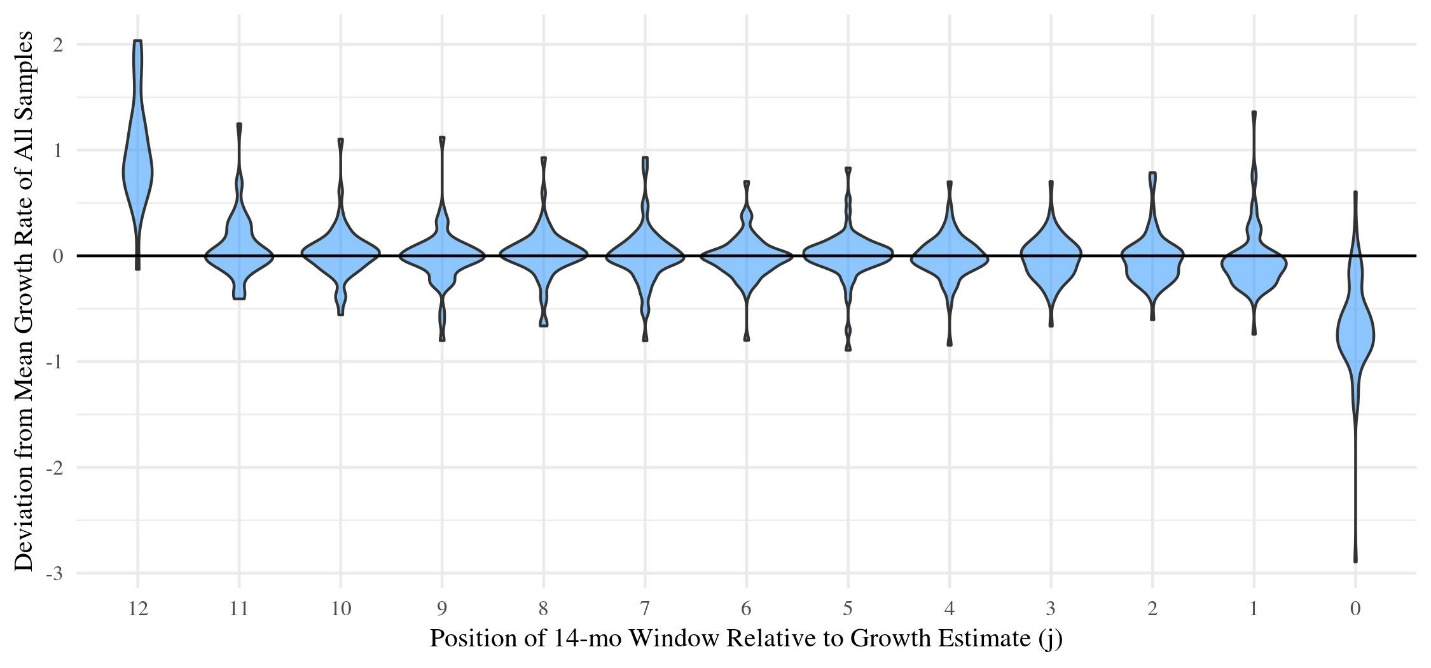 Deviation from Mean Growth Rate of All Samples
2
1
0
-1
-2
-3
12 11 10 9 8 7 6 5 4 3 2 1 0
Position of 14-mo Window Relative to Growth Estimate (j)